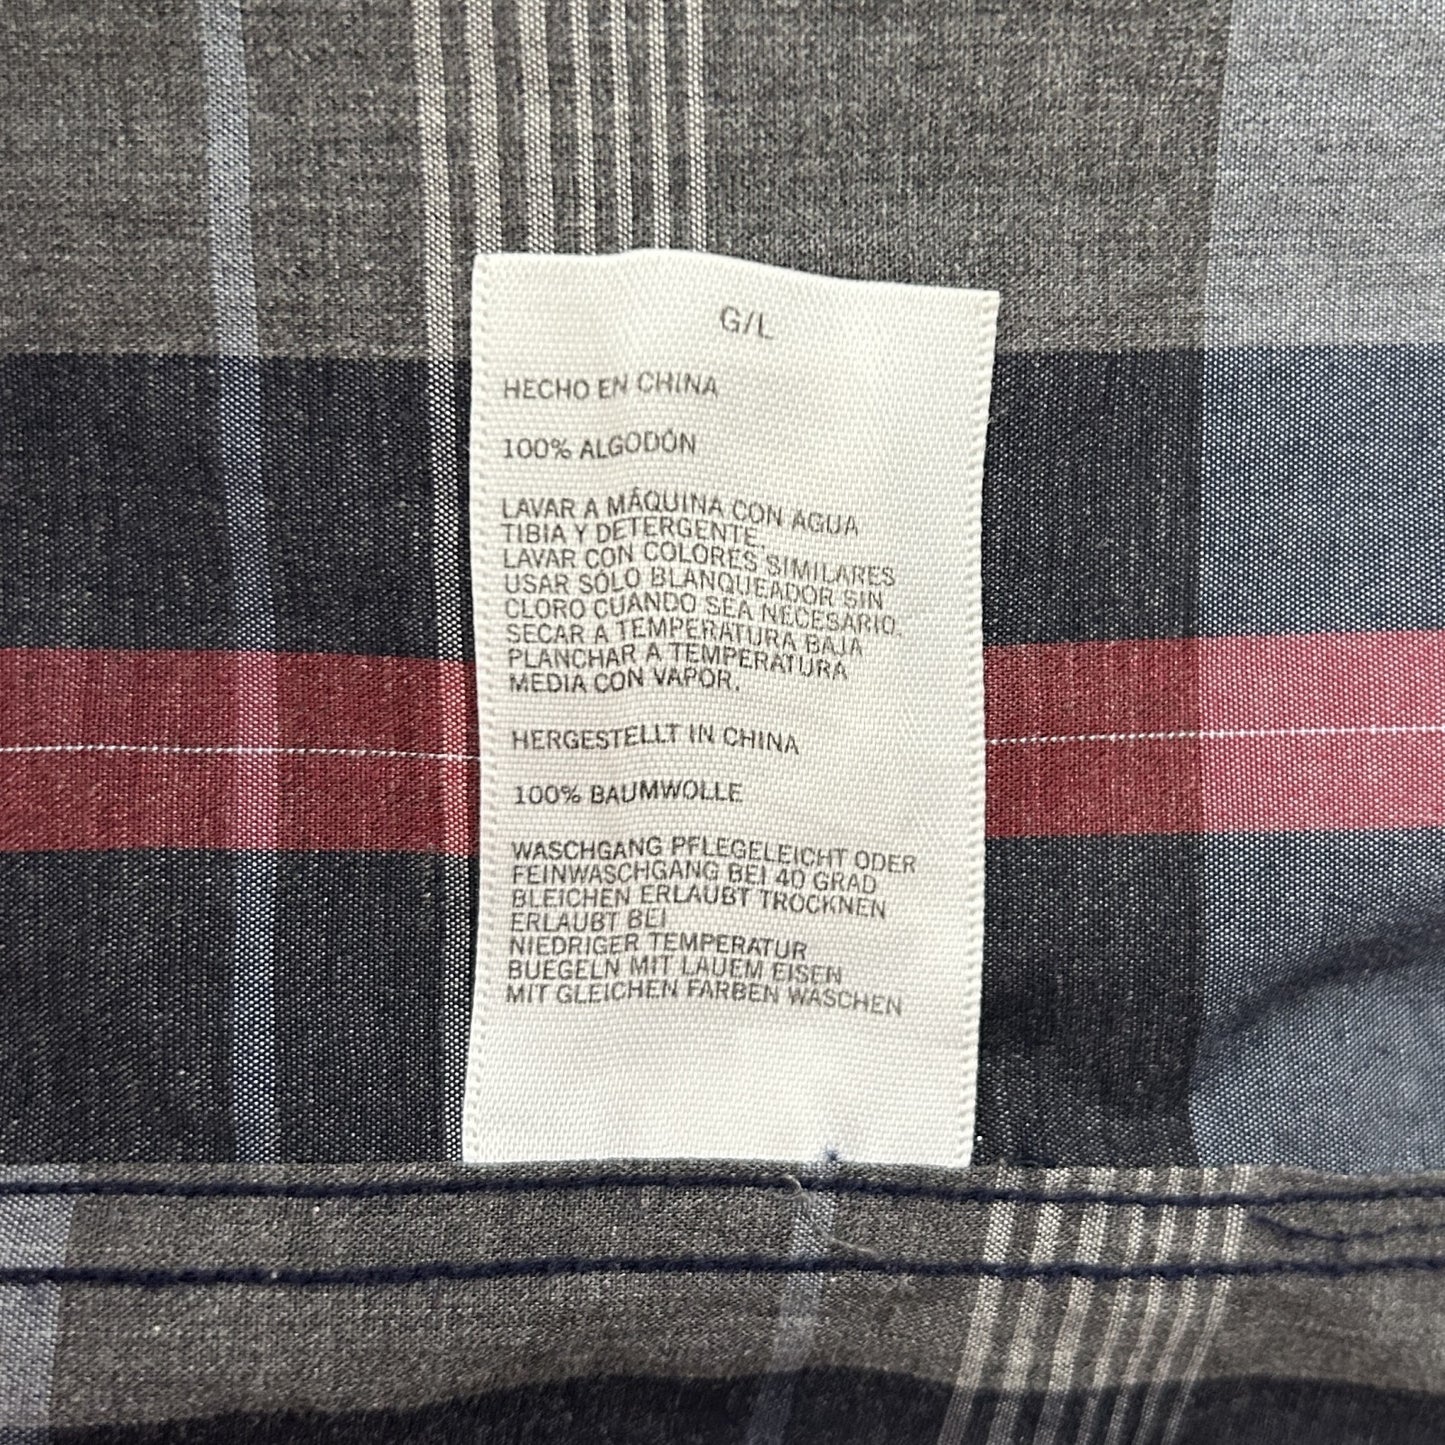 G/L
HECHO EN CHINA
100% ALGODÓN
LAVAR A MÁQUINA CON AGUA
TIBIA Y DETERGENTE.
LAVAR CON COLORES SIMILARES
USAR SÓLO BLANQUEADOR SIN
CLORO CUANDO SEA NECESARIO.
SECAR A TEMPERATURA BAJA
PLANCHAR A TEMPERATURA
MEDIA CON VAPOR.
HERGESTELLT IN CHINA
100% BAUMWOLLE
WASCHGANG PFLEGELEICHT ODER
FEINWASCHGANG BEI 40 GRAD
BLEICHEN ERLAUBT TROCKNEN
ERLAUBT BEI
NIEDRIGER TEMPERATUR
BUEGELN MIT LAUEM EISEN
MIT GLEICHEN FARBEN WASCHEN